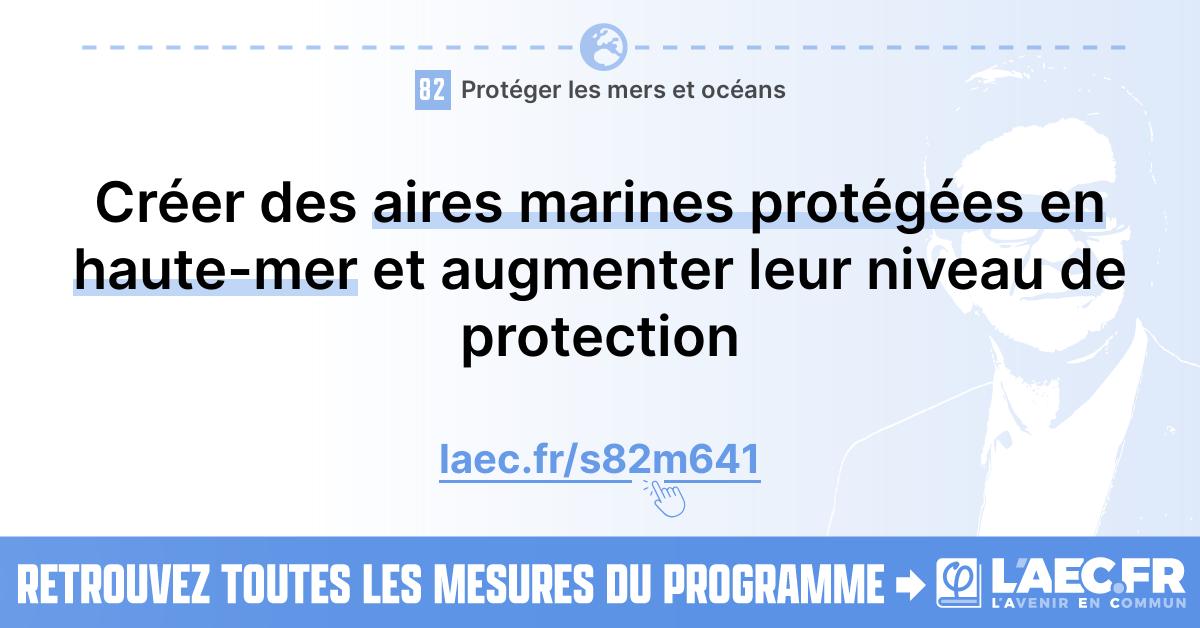 82 Protéger les mers et océans
Créer des aires marines protégées en
haute-mer et augmenter leur niveau de
protection
laec.fr/s82m641
RETROUVEZ TOUTES LES MESURES DU PROGRAMME
φ L'AEC.FR
L'AVENIR EN COMMUN